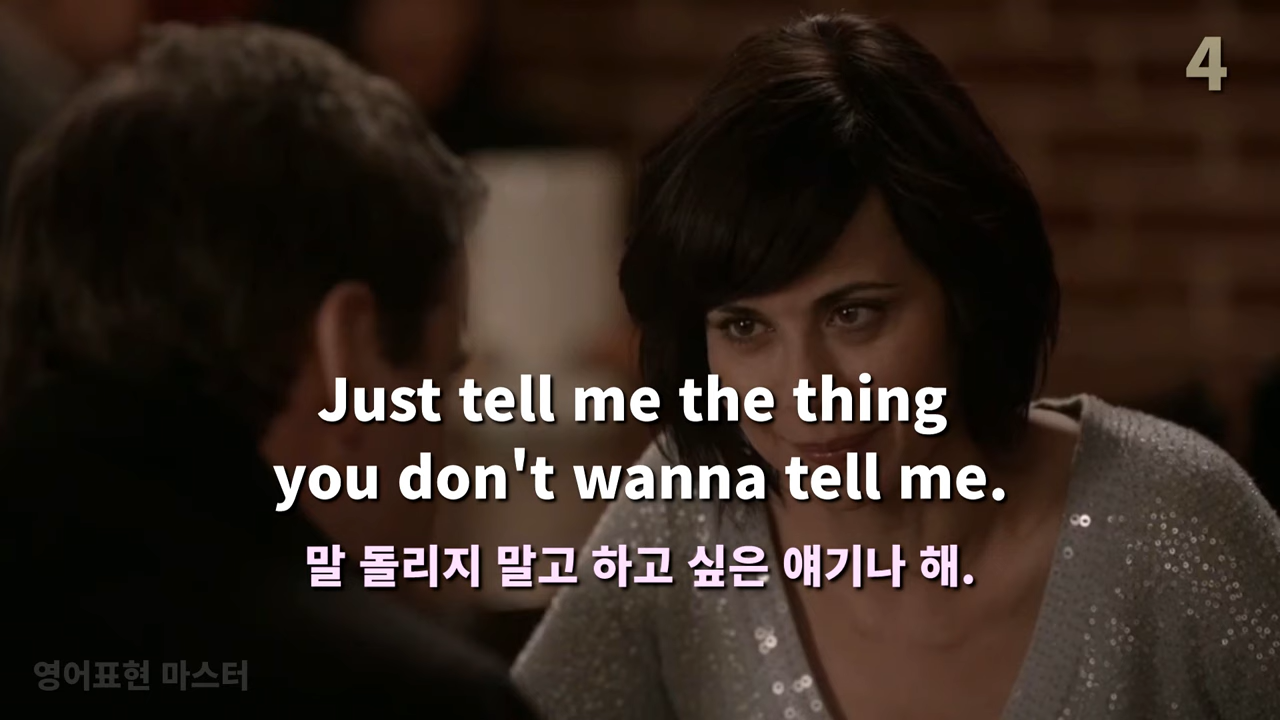 4
Just tell me the thing
you don't wanna tell me.
말 돌리지 말고 하고 싶은 얘기나 해.
영어표현 마스터